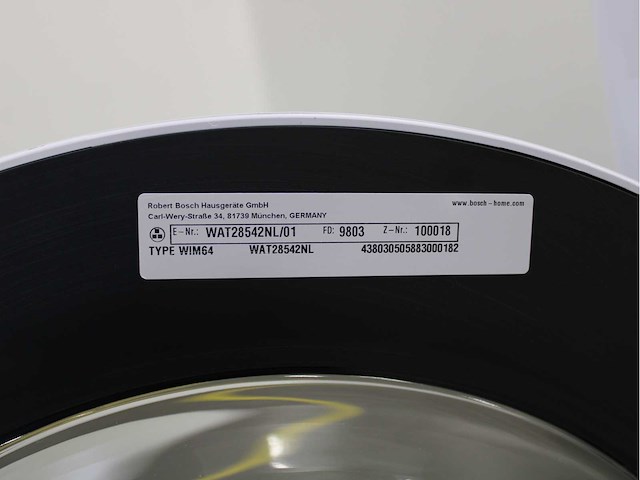 Robert Bosch Hausgeräte GmbH www.bosch-home.com
Carl-Wery-Straße 34, 81739 München, GERMANY
E-Nr.: WAT28542NL/01 FD: 9803 Z-Nr.: 100018
TYPE WIM64 WAT28542NL 438030505883000182